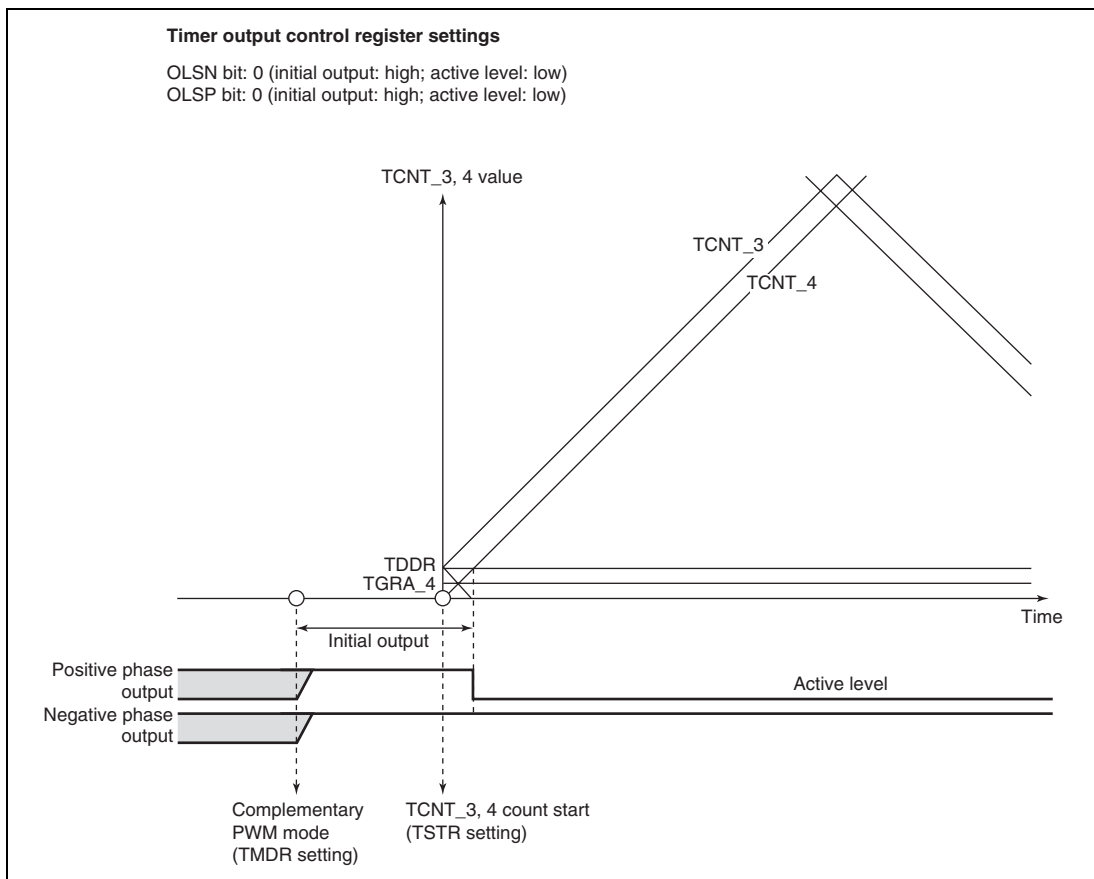 Timer output control register settings
OLSN bit: 0 (initial output: high; active level: low)
OLSP bit: 0 (initial output: high; active level: low)
TCNT_3, 4 value
TCNT_3
TCNT_4
TDDR
TGRA_4
Time
Initial output
Positive phase
output
Active level
Negative phase
output
Complementary
PWM mode
(TMDR setting)
TCNT_3, 4 count start
(TSTR setting)